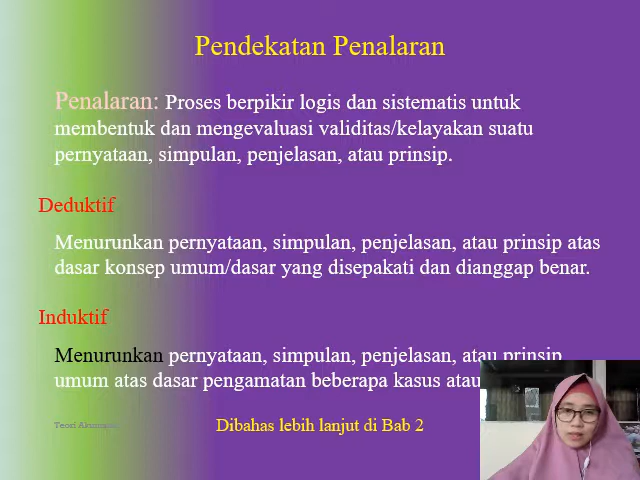 Pendekatan Penalaran
Penalaran: Proses berpikir logis dan sistematis untuk
membentuk dan mengevaluasi validitas/kelayakan suatu
pernyataan, simpulan, penjelasan, atau prinsip.
Deduktif
Menurunkan pernyataan, simpulan, penjelasan, atau prinsip atas
dasar konsep umum/dasar yang disepakati dan dianggap benar.
Induktif
Menurunkan pernyataan, simpulan, penjelasan, atau prinsip
umum atas dasar pengamatan beberapa kasus atau
Teori Akuntansi
Dibahas lebih lanjut di Bab 2